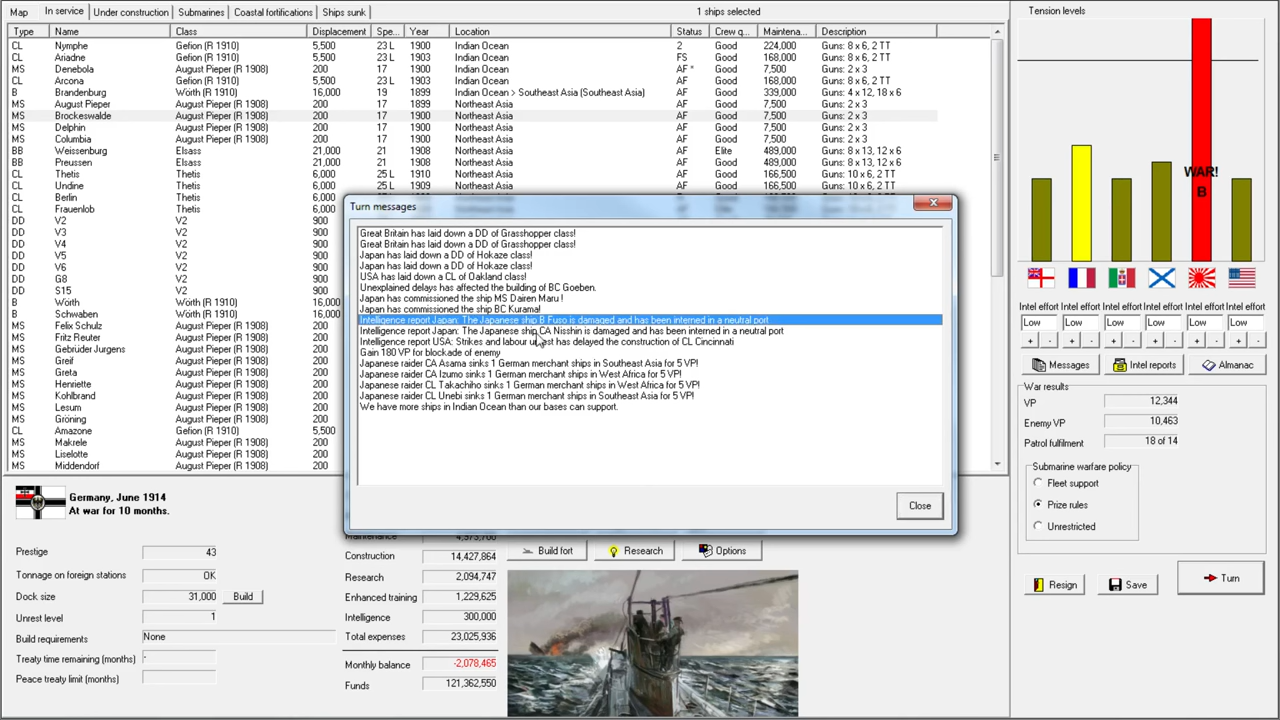 Map In service Under construction Submarines Coastal fortifications Ships sunk 1 ships selected
Type Name Class Displacement Spe... Year Location Status Crew q... Maintena... Description
CL Nymphe Gefion (R 1910) 5,500 23 L 1900 Indian Ocean 2 Good 224,000 Guns: 8 x 6, 2 TT
CL Ariadne Gefion (R 1910) 5,500 23 L 1903 Indian Ocean FS Good 168,000 Guns: 8 x 6, 2 TT
MS Denebola August Pieper (R 1908) 200 17 1900 Indian Ocean AF * Good 7,500 Guns: 2 x 3
CL Arcona Gefion (R 1910) 5,500 23 L 1903 Indian Ocean AF Good 168,000 Guns: 8 x 6, 2 TT
B Brandenburg Wörth (R 1910) 16,000 19 1899 Indian Ocean > Southeast Asia (Southeast Asia) AF Good 339,000 Guns: 4 x 12, 18 x 6
MS August Pieper August Pieper (R 1908) 200 17 1899 Northeast Asia AF Good 7,500 Guns: 2 x 3
MS Brockeswalde August Pieper (R 1908) 200 17 1900 Northeast Asia AF Good 7,500 Guns: 2 x 3
MS Delphin August Pieper (R 1908) 200 17 1900 Northeast Asia AF Good 7,500 Guns: 2 x 3
MS Columbia August Pieper (R 1908) 200 17 1900 Northeast Asia AF Good 7,500 Guns: 2 x 3
BB Weissenburg Elsass 21,000 21 1908 Northeast Asia AF Elite 489,000 Guns: 8 x 13, 12 x 6
BB Preussen Elsass 21,000 21 1908 Northeast Asia AF Good 489,000 Guns: 8 x 13, 12 x 6
CL Thetis Thetis 6,000 25 L 1910 Northeast Asia AF Good 166,500 Guns: 10 x 6, 2 TT
CL Undine Thetis 6,000 25 L 1909 Northeast Asia AF Good 166,500 Guns: 10 x 6, 2 TT
CL Berlin Thetis 6,000
CL Frauenlob Thetis 6,000
DD V2 V2 900
DD V3 V2 900
DD V4 V2 900
DD V5 V2 900
DD V6 V2 900
DD G8 V2 900
DD S15 V2 900
B Wörth Wörth (R 1910) 16,000
B Schwaben Wörth (R 1910) 16,000
MS Felix Schulz August Pieper (R 1908) 200
MS Fritz Reuter August Pieper (R 1908) 200
MS Gebrüder Jurgens August Pieper (R 1908) 200
MS Greif August Pieper (R 1908) 200
MS Greta August Pieper (R 1908) 200
MS Henriette August Pieper (R 1908) 200
MS Kohlbrand August Pieper (R 1908) 200
MS Lesum August Pieper (R 1908) 200
MS Gröning August Pieper (R 1908) 200
CL Amazone Gefion (R 1910) 5,500
MS Makrele August Pieper (R 1908) 200
MS Liselotte August Pieper (R 1908) 200
MS Middendorf August Pieper (R 1908) 200
Turn messages
Great Britain has laid down a DD of Grasshopper class!
Great Britain has laid down a DD of Grasshopper class!
Japan has laid down a DD of Hokaze class!
Japan has laid down a DD of Hokaze class!
USA has laid down a CL of Oakland class!
Unexplained delays has affected the building of BC Goeben.
Japan has commissioned the ship MS Dairen Maru !
Japan has commissioned the ship BC Kurama!
Intelligence report Japan: The Japanese ship B Fuso is damaged and has been interned in a neutral port
Intelligence report Japan: The Japanese ship CA Nisshin is damaged and has been interned in a neutral port
Intelligence report USA: Strikes and labour unrest has delayed the construction of CL Cincinnati
Gain 180 VP for blockade of enemy
Japanese raider CA Asama sinks 1 German merchant ships in Southeast Asia for 5 VP!
Japanese raider CA Izumo sinks 1 German merchant ships in West Africa for 5 VP!
Japanese raider CL Takachiho sinks 1 German merchant ships in West Africa for 5 VP!
Japanese raider CL Unebi sinks 1 German merchant ships in Southeast Asia for 5 VP!
We have more ships in Indian Ocean than our bases can support.
Close
Germany, June 1914
At war for 10 months.
Prestige 43
Tonnage on foreign stations OK
Dock size 31,000 Build
Unrest level 1
Build requirements None
Treaty time remaining (months) -
Peace treaty limit (months)
Maintenance 4,973,700
Construction 14,427,864
Research 2,094,747
Enhanced training 1,229,625
Intelligence 300,000
Total expenses 23,025,936
Monthly balance -2,078,465
Funds 121,362,550
Build fort Research Options
Tension levels
WAR!
B
Intel effort Intel effort Intel effort Intel effort Intel effort Intel effort
Low Low Low Low Low Low
+ - + - + - + - + - + -
Messages Intel reports Almanac
War results
VP 12,344
Enemy VP 10,463
Patrol fulfilment 18 of 14
Submarine warfare policy
Fleet support
Prize rules
Unrestricted
Resign Save Turn